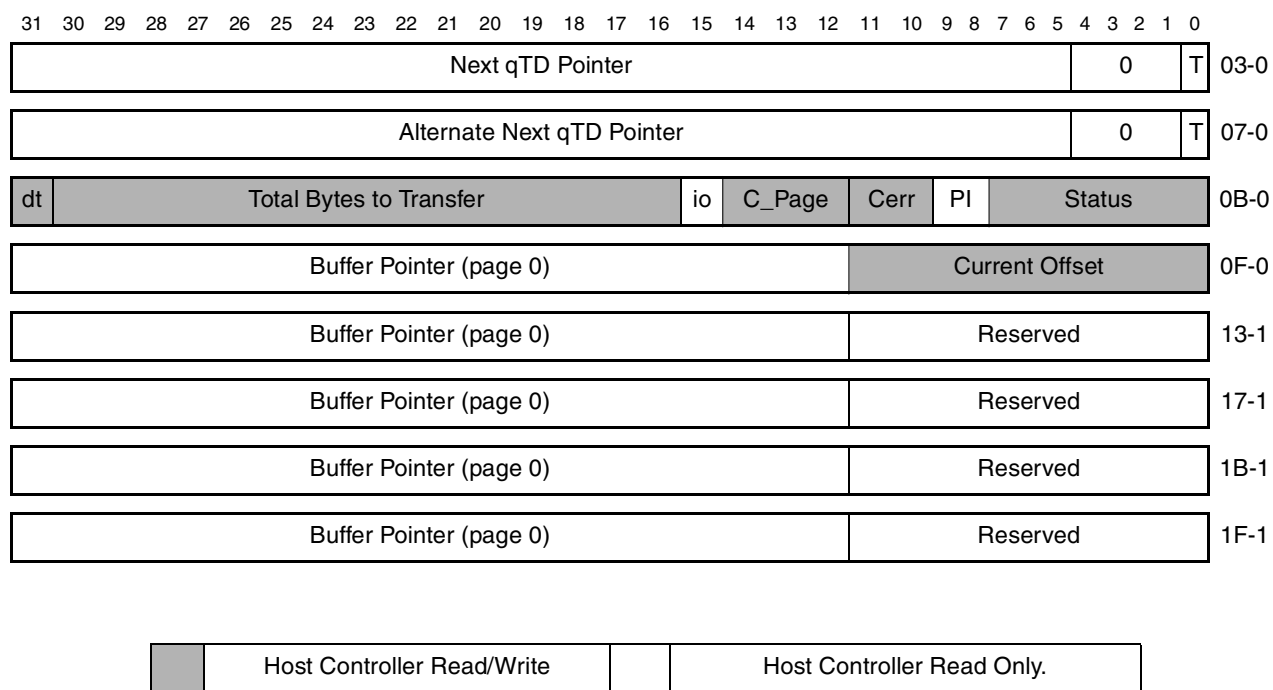 31 30 29 28 27 26 25 24 23 22 21 20 19 18 17 16 15 14 13 12 11 10 9 8 7 6 5 4 3 2 1 0
Next qTD Pointer 0 T 03-0
Alternate Next qTD Pointer 0 T 07-0
dt Total Bytes to Transfer io C_Page Cerr PI Status 0B-0
Buffer Pointer (page 0) Current Offset 0F-0
Buffer Pointer (page 0) Reserved 13-1
Buffer Pointer (page 0) Reserved 17-1
Buffer Pointer (page 0) Reserved 1B-1
Buffer Pointer (page 0) Reserved 1F-1
Host Controller Read/Write Host Controller Read Only.